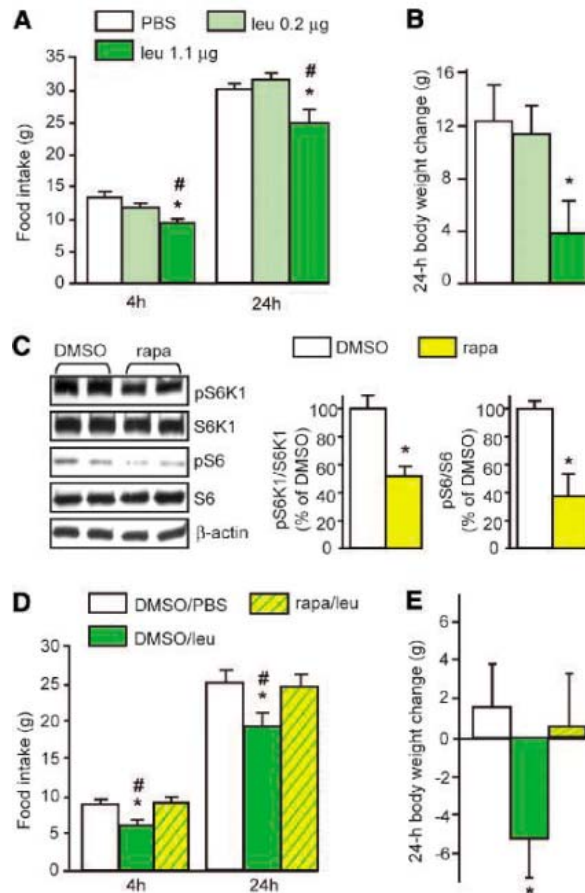 A
PBS
leu 0.2 µg
leu 1.1 µg
Food intake (g)
35
30
25
20
15
10
5
0
#
*
#
*
4h
24h
B
24-h body weight change (g)
16
12
8
4
0
*
C
DMSO
rapa
pS6K1
S6K1
pS6
S6
β-actin
DMSO
rapa
pS6K1/S6K1
(% of DMSO)
100
80
60
40
20
0
*
pS6/S6
(% of DMSO)
100
80
60
40
20
0
*
D
DMSO/PBS
rapa/leu
DMSO/leu
Food intake (g)
25
20
15
10
5
0
#
*
#
*
4h
24h
E
24-h body weight change (g)
6
4
2
0
-2
-4
-6
*